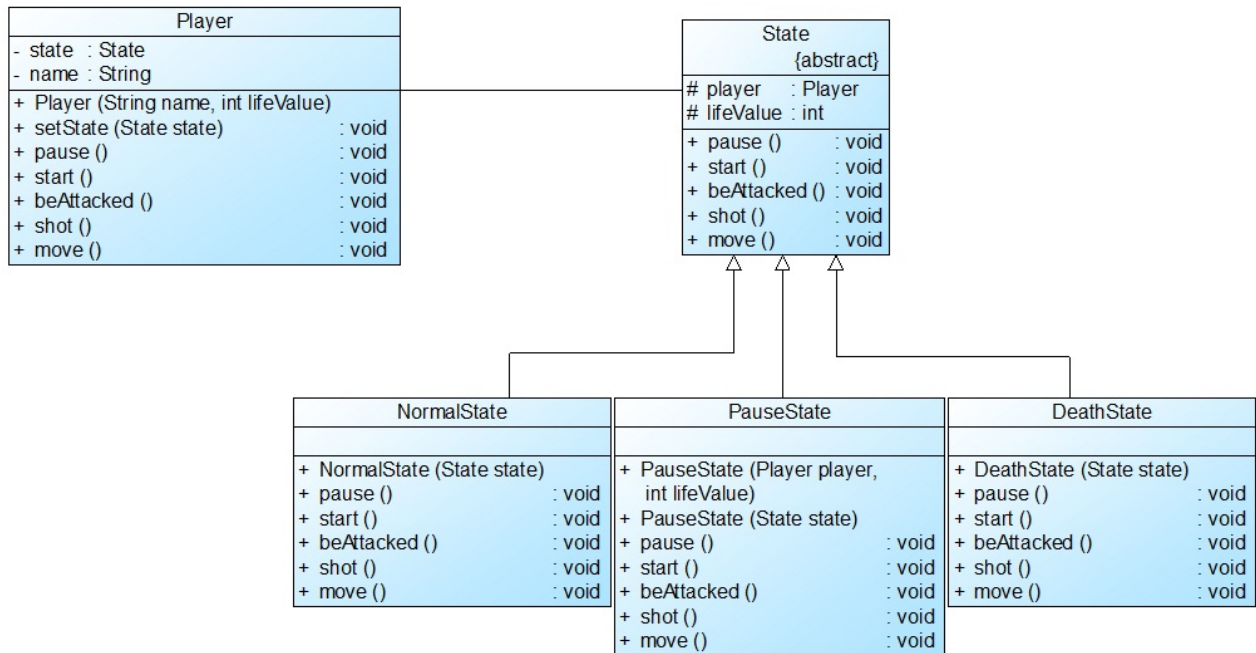 Player
- state : State
- name : String
+ Player (String name, int lifeValue)
+ setState (State state) : void
+ pause () : void
+ start () : void
+ beAttacked () : void
+ shot () : void
+ move () : void
State
{abstract}
# player : Player
# lifeValue : int
+ pause () : void
+ start () : void
+ beAttacked () : void
+ shot () : void
+ move () : void
NormalState
+ NormalState (State state)
+ pause () : void
+ start () : void
+ beAttacked () : void
+ shot () : void
+ move () : void
PauseState
+ PauseState (Player player,
int lifeValue)
+ PauseState (State state)
+ pause () : void
+ start () : void
+ beAttacked () : void
+ shot () : void
+ move () : void
DeathState
+ DeathState (State state)
+ pause () : void
+ start () : void
+ beAttacked () : void
+ shot () : void
+ move () : void